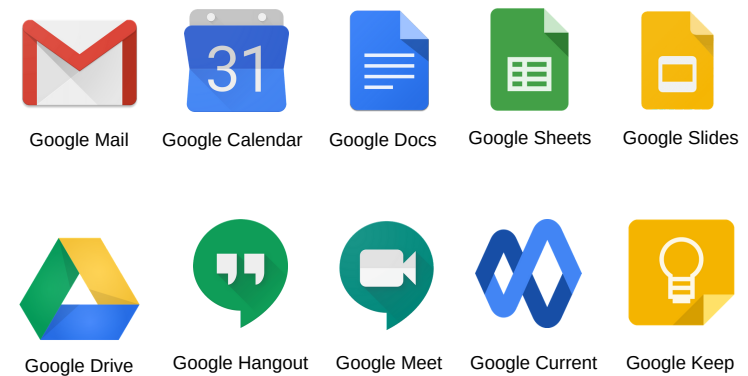 31
Google Mail
Google Calendar
Google Docs
Google Sheets
Google Slides
Google Drive
Google Hangout
Google Meet
Google Current
Google Keep